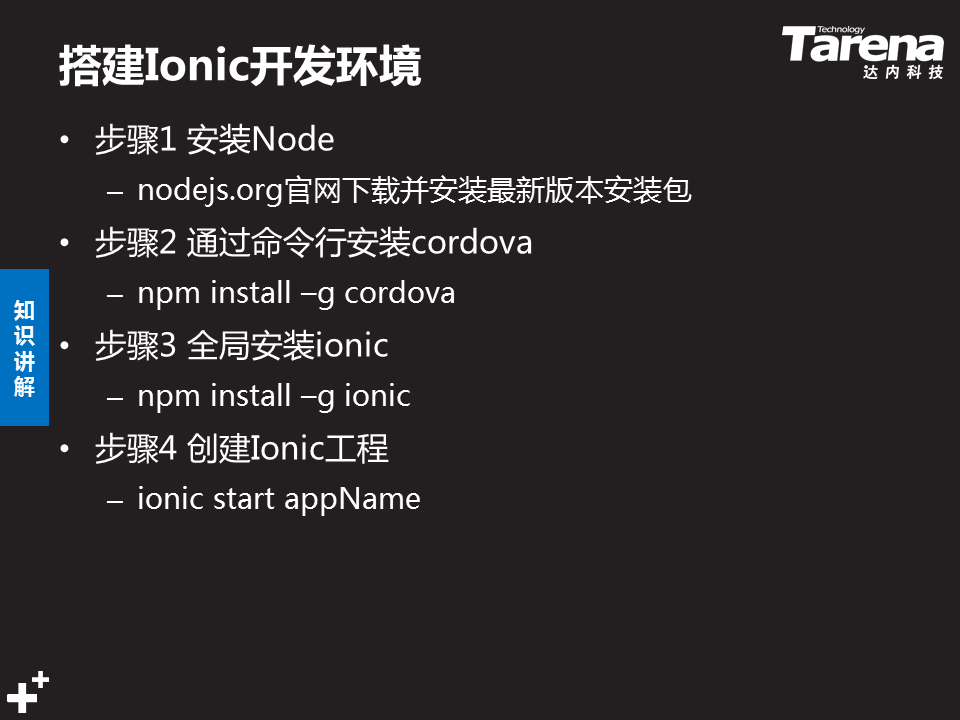 搭建Ionic开发环境
Technology
Tarena
达内科技
• 步骤1 安装Node
– nodejs.org官网下载并安装最新版本安装包
• 步骤2 通过命令行安装cordova
– npm install –g cordova
知识讲解
• 步骤3 全局安装ionic
– npm install –g ionic
• 步骤4 创建Ionic工程
– ionic start appName